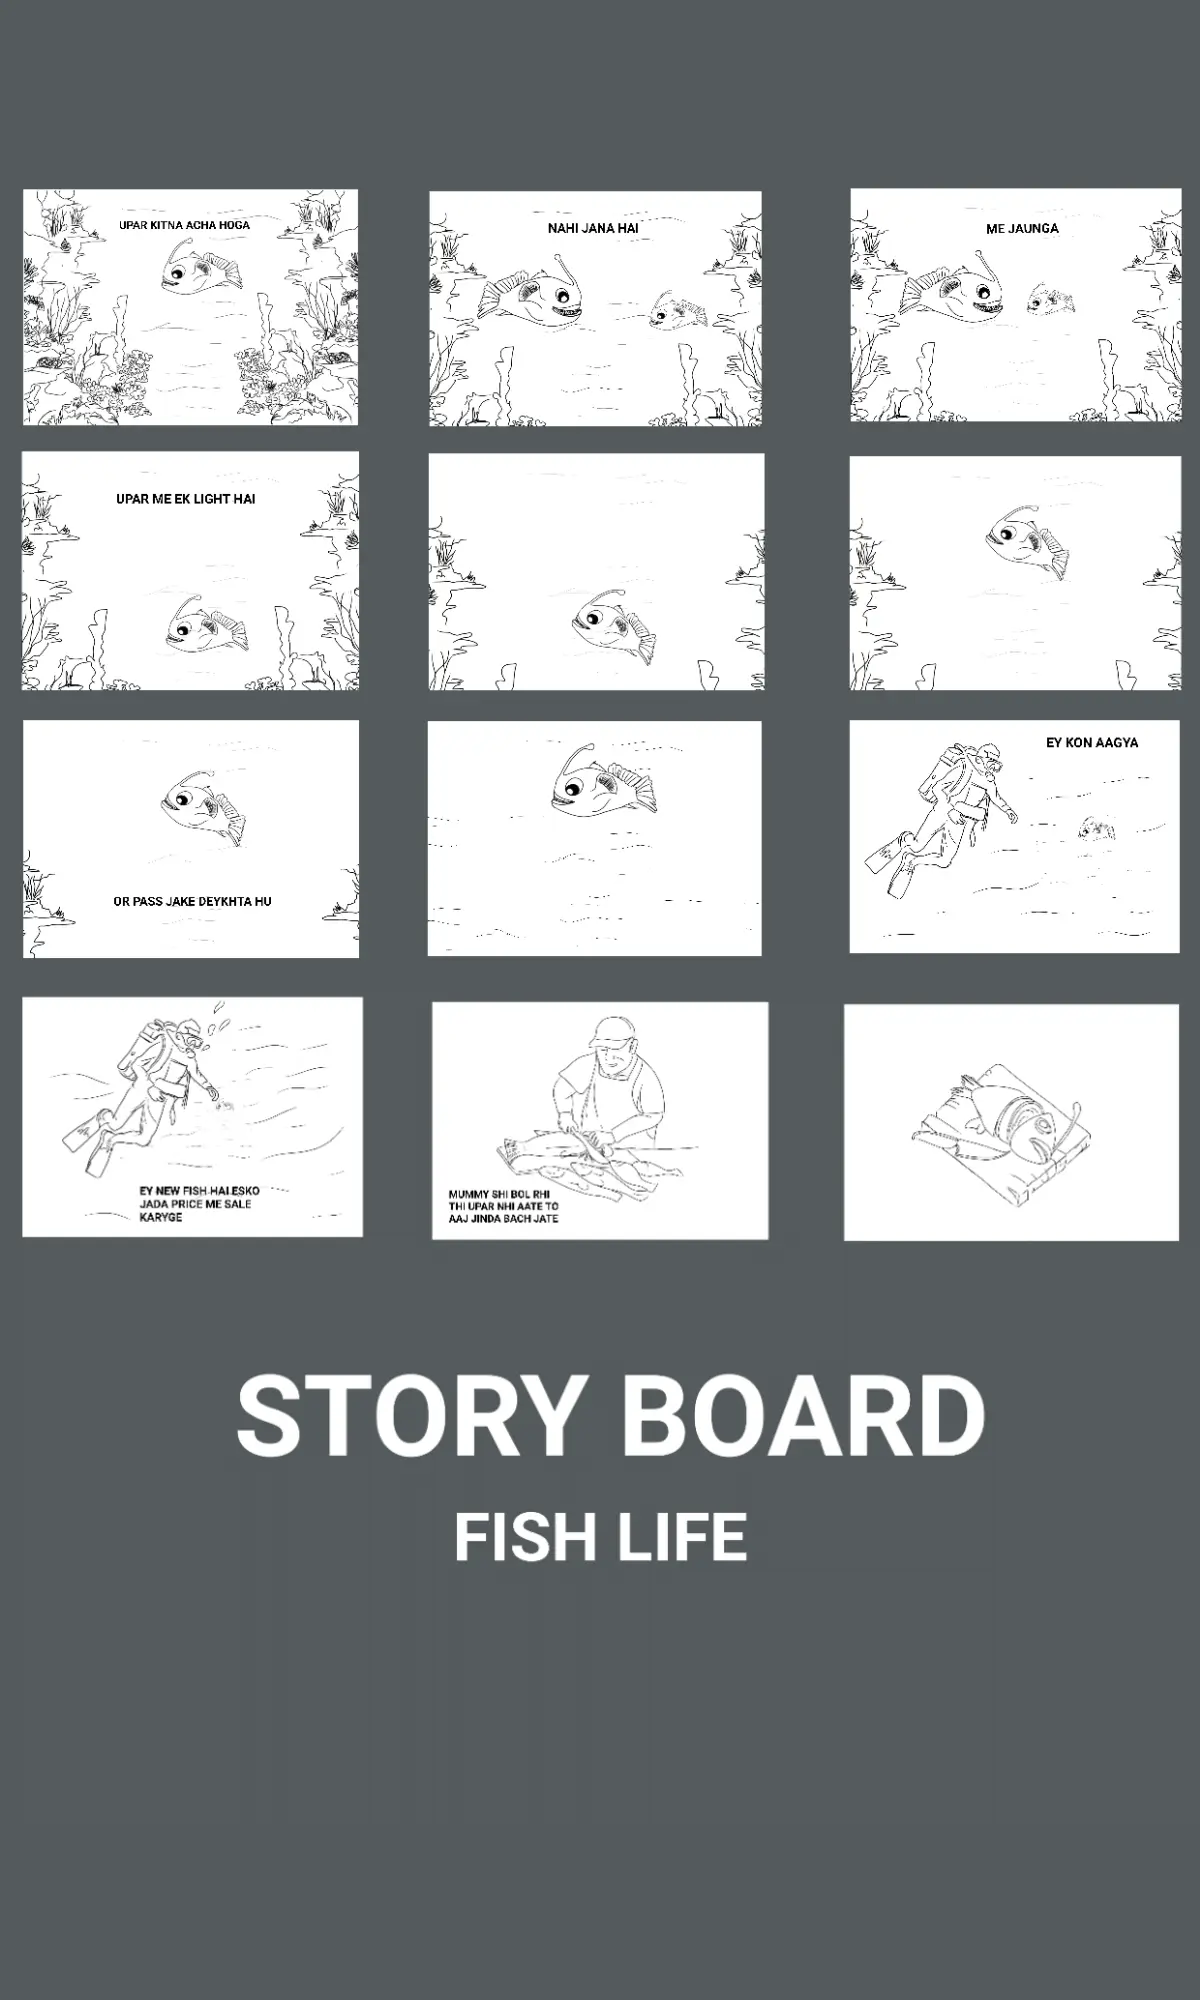 UPAR KITNA ACHA HOGA
NAHI JANA HAI
ME JAUNGA
UPAR ME EK LIGHT HAI
OR PASS JAKE DEYKHTA HU
EY KON AAGYA
EY NEW FISH HAI ESKO
JADA PRICE ME SALE
KARYGE
MUMMY SHI BOL RHI
THI UPAR NHI AATE TO
AAJ JINDA BACH JATE
STORY BOARD
FISH LIFE